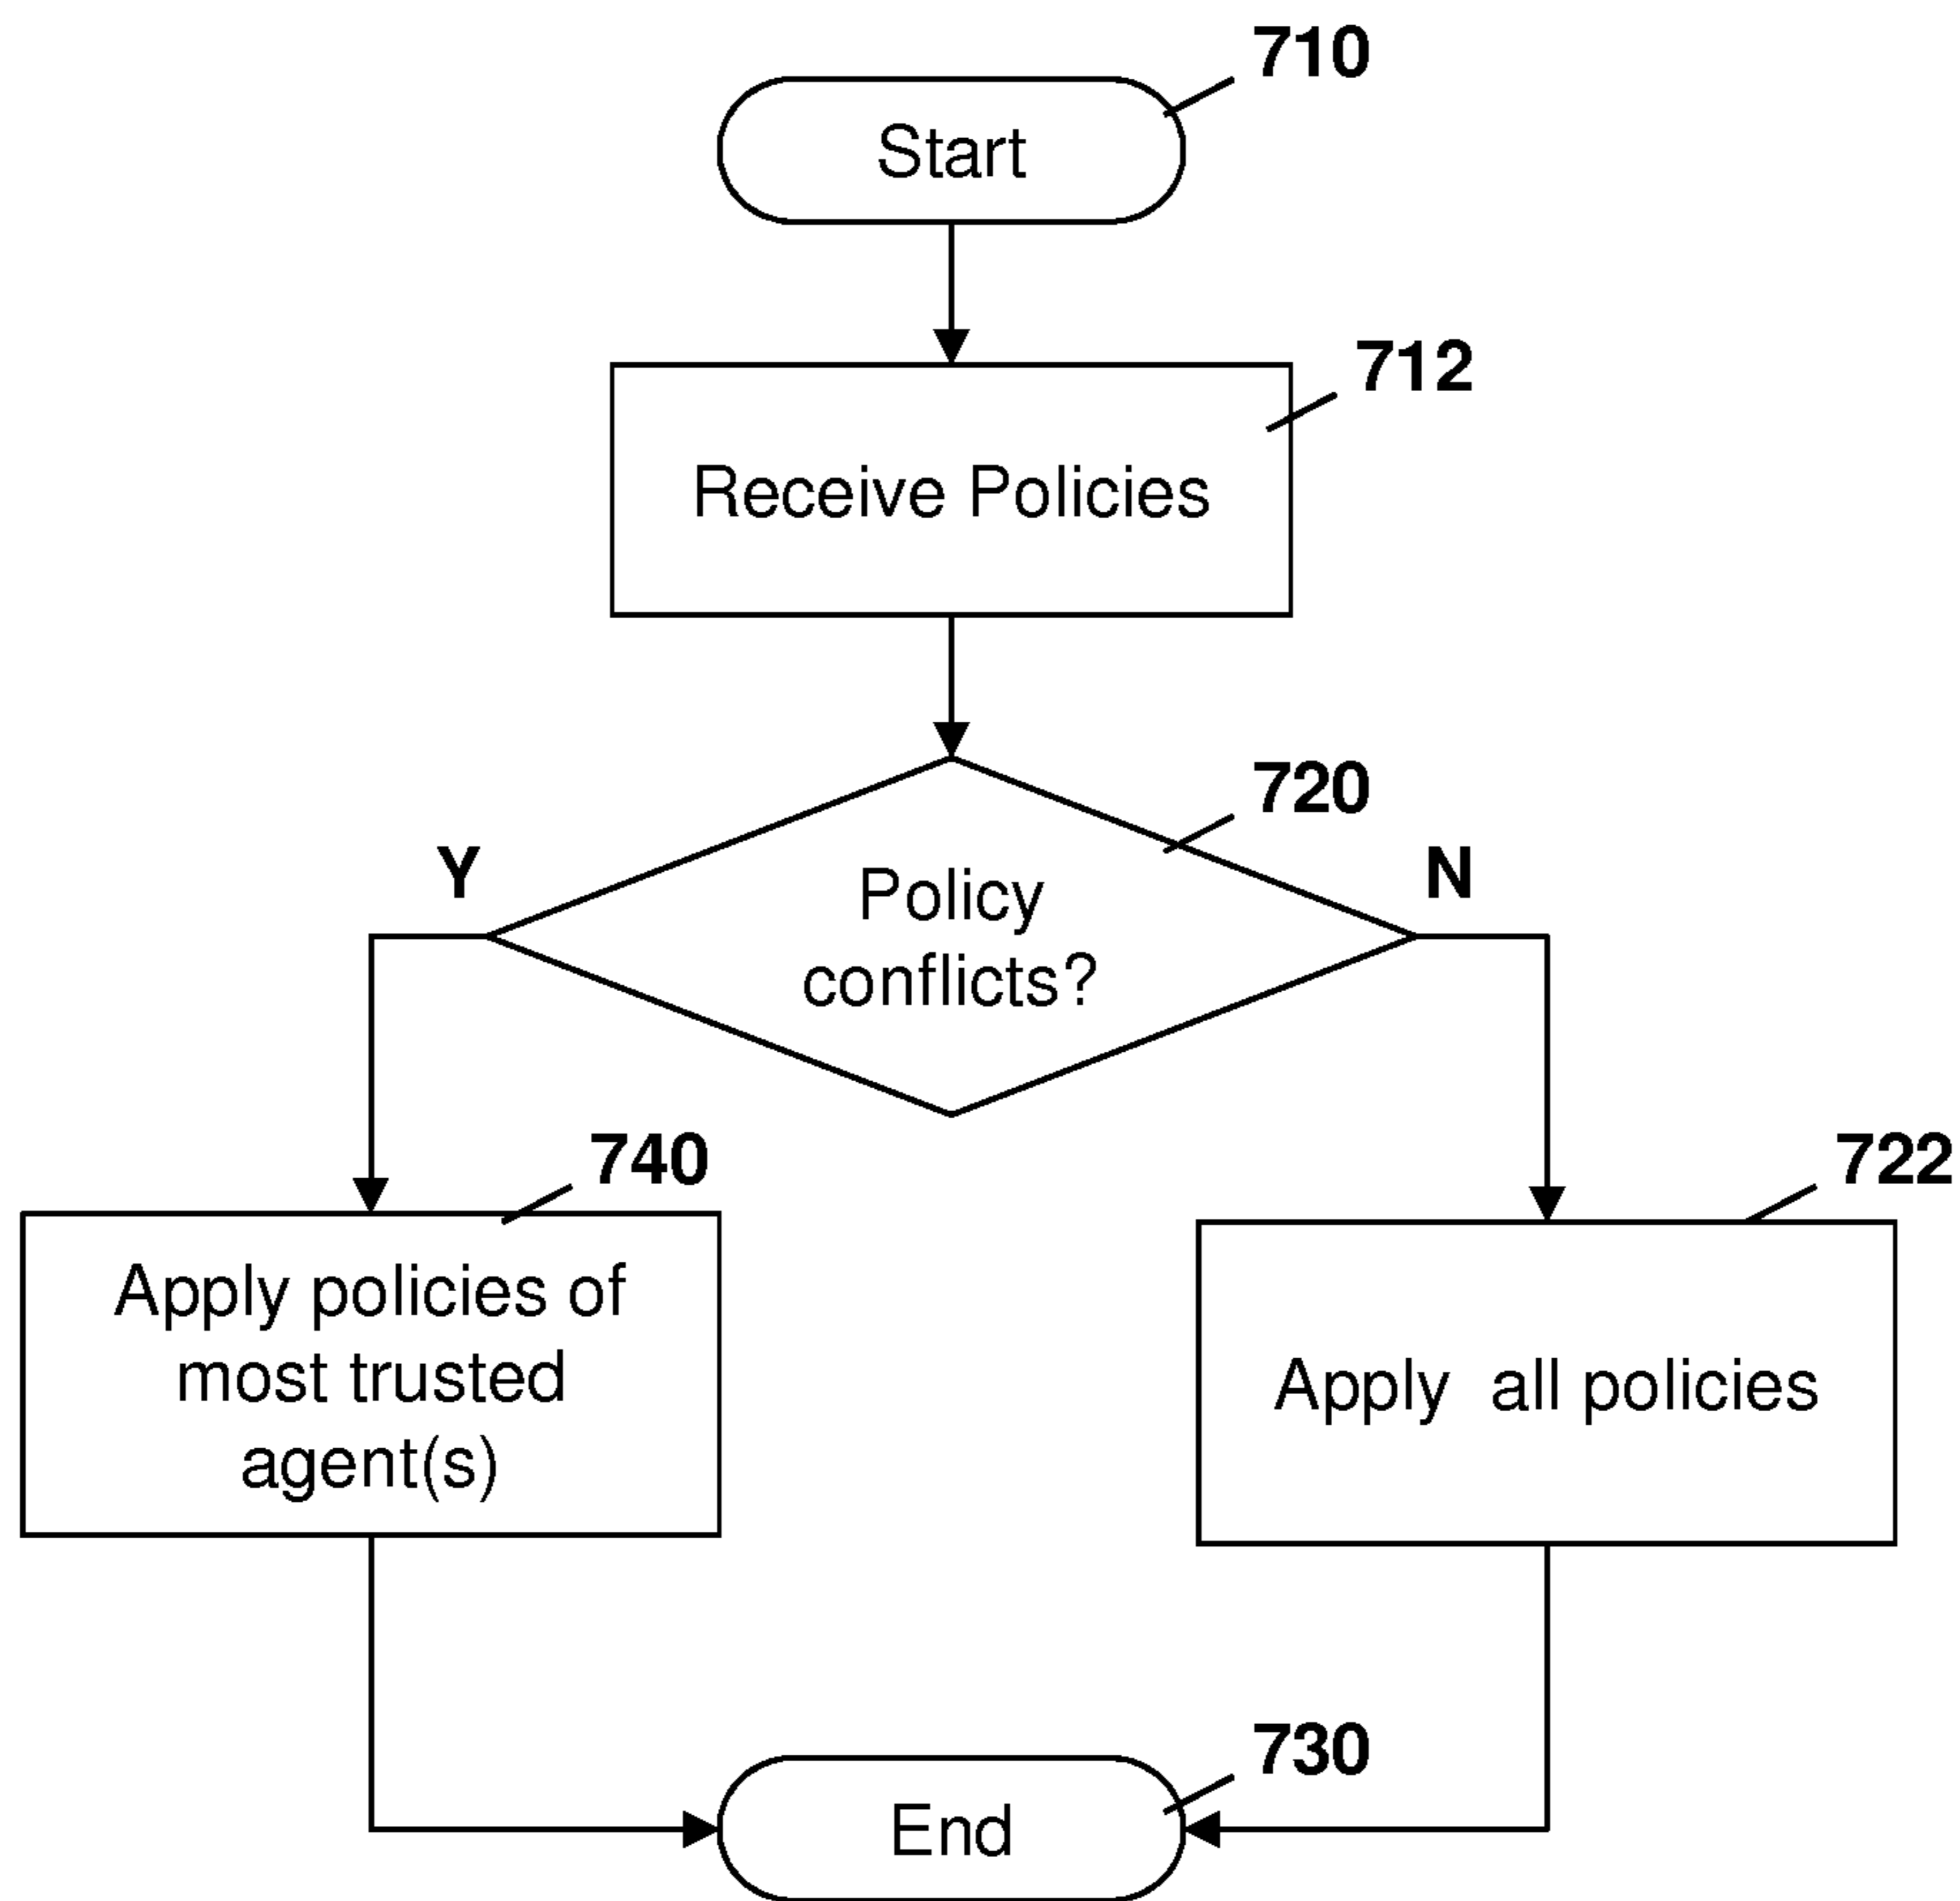 710
Start
712
Receive Policies
720
Y
N
Policy
conflicts?
740
722
Apply policies of
most trusted
agent(s)
Apply all policies
730
End